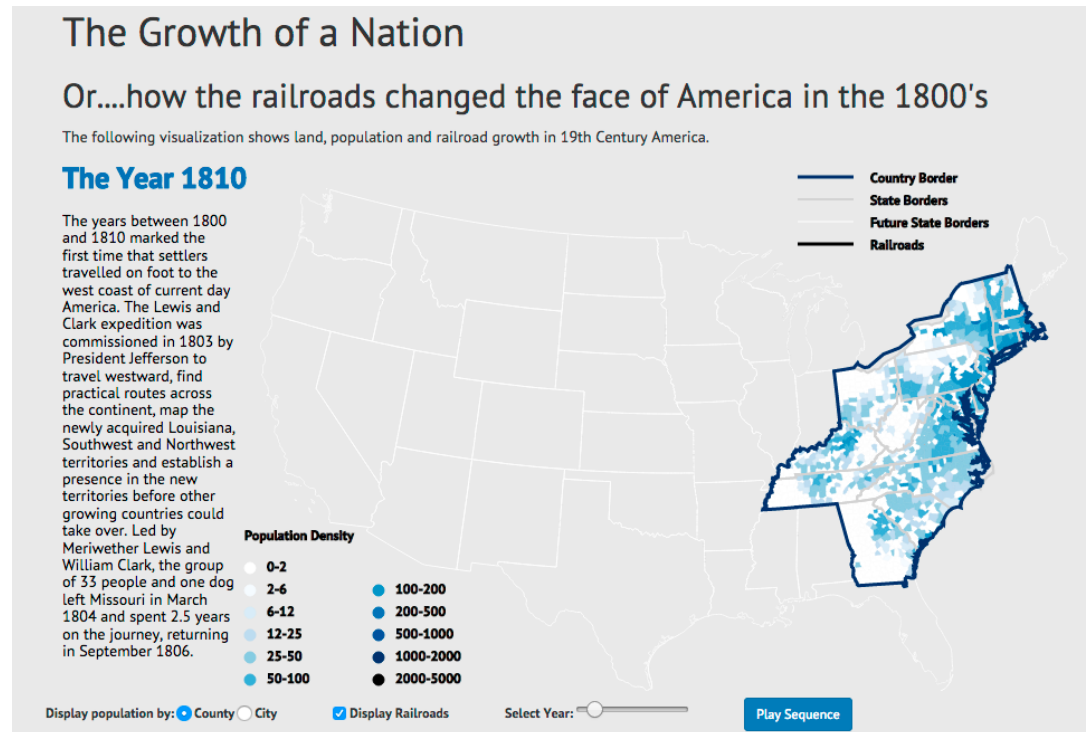 The Growth of a Nation
Or....how the railroads changed the face of America in the 1800's
The following visualization shows land, population and railroad growth in 19th Century America.
The Year 1810
The years between 1800
and 1810 marked the
first time that settlers
travelled on foot to the
west coast of current day
America. The Lewis and
Clark expedition was
commissioned in 1803 by
President Jefferson to
travel westward, find
practical routes across
the continent, map the
newly acquired Louisiana,
Southwest and Northwest
territories and establish a
presence in the new
territories before other
growing countries could
take over. Led by
Meriwether Lewis and
William Clark, the group
of 33 people and one dog
left Missouri in March
1804 and spent 2.5 years
on the journey, returning
in September 1806.
Country Border
State Borders
Future State Borders
Railroads
Population Density
0-2
2-6
6-12
12-25
25-50
50-100
100-200
200-500
500-1000
1000-2000
2000-5000
Display population by: County City
Display Railroads
Select Year:
Play Sequence